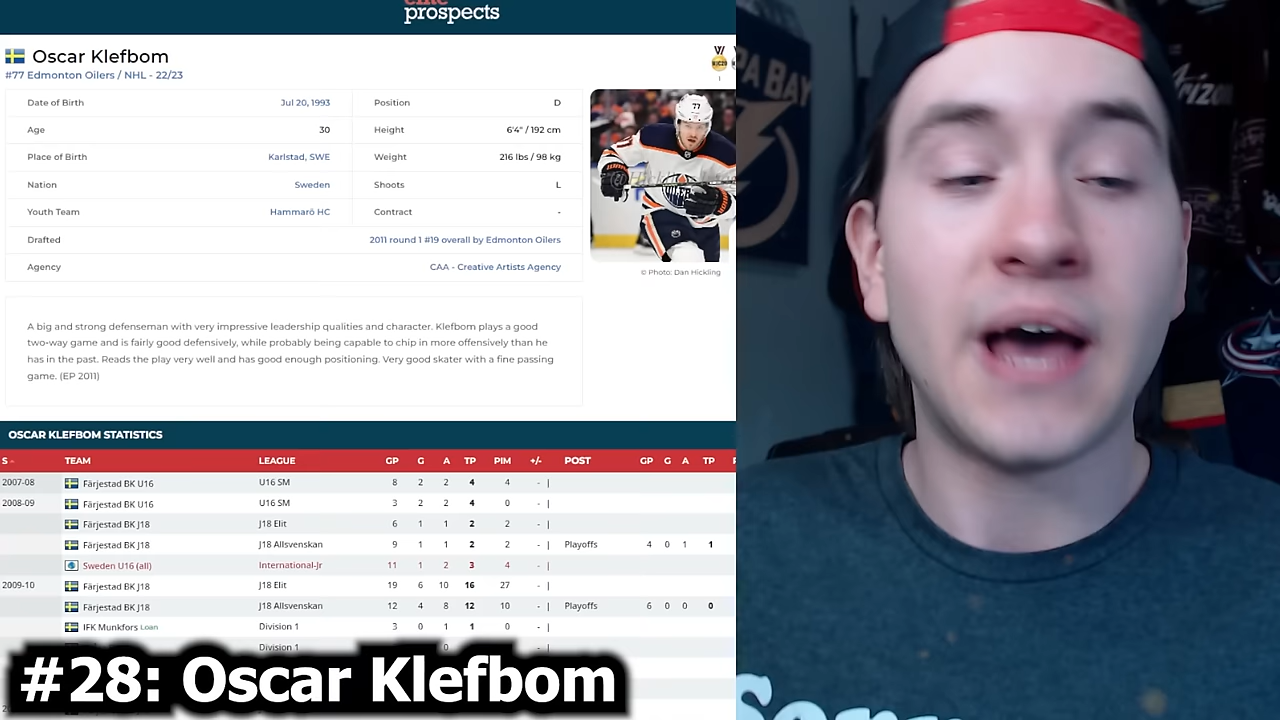 elite
prospects
Oscar Klefbom
#77 Edmonton Oilers / NHL - 22/23
Date of Birth Jul 20, 1993 Position D
Age 30 Height 6'4" / 192 cm
Place of Birth Karlstad, SWE Weight 216 lbs / 98 kg
Nation Sweden Shoots L
Youth Team Hammarö HC Contract -
Drafted 2011 round 1 #19 overall by Edmonton Oilers
Agency CAA - Creative Artists Agency
77
OILERS
© Photo: Dan Hickling
A big and strong defenseman with very impressive leadership qualities and character. Klefbom plays a good
two-way game and is fairly good defensively, while probably being capable to chip in more offensively than he
has in the past. Reads the play very well and has good enough positioning. Very good skater with a fine passing
game. (EP 2011)
OSCAR KLEFBOM STATISTICS
S TEAM LEAGUE GP G A TP PIM +/- POST GP G A TP
2007-08 Färjestad BK U16 U16 SM 8 2 2 4 4 - |
2008-09 Färjestad BK U16 U16 SM 3 2 2 4 0 - |
Färjestad BK J18 J18 Elit 6 1 1 2 2 - |
Färjestad BK J18 J18 Allsvenskan 9 1 1 2 2 - | Playoffs 4 0 1 1
Sweden U16 (all) International-Jr 11 1 2 3 4 - |
2009-10 Färjestad BK J18 J18 Elit 19 6 10 16 27 - |
Färjestad BK J18 J18 Allsvenskan 12 4 8 12 10 - | Playoffs 6 0 0 0
IFK Munkfors Loan Division 1 3 0 1 1 0 - |
Division 1
#28: Oscar Klefbom
PA BAY